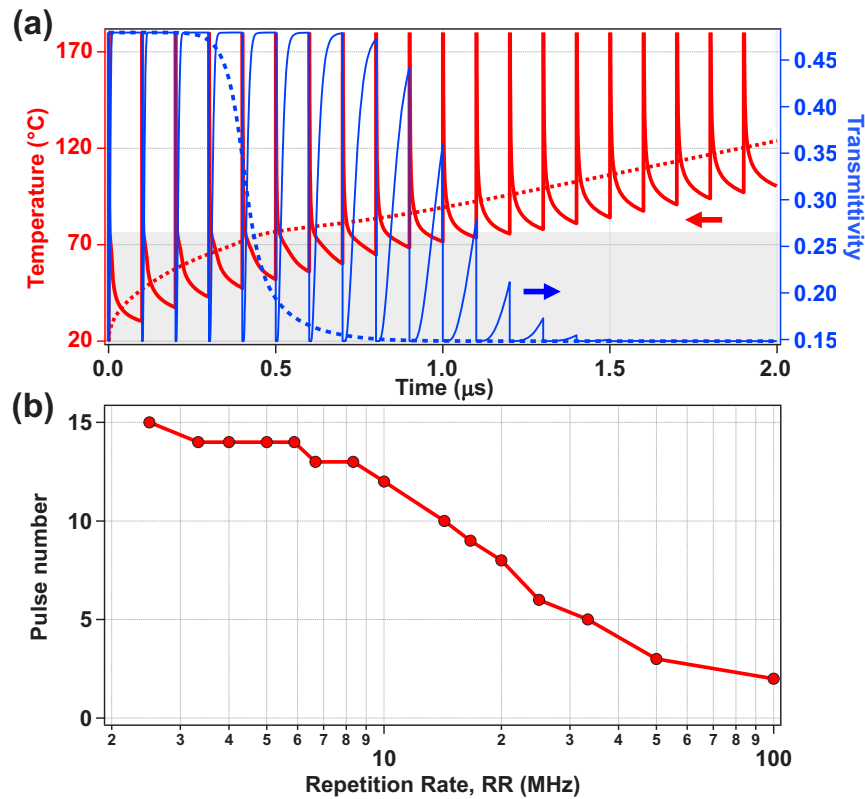 (a)
170
120
70
20
Temperature (°C)
0.45
0.40
0.35
0.30
0.25
0.20
0.15
Transmittivity
0.0 0.5 1.0 1.5 2.0
Time (μs)
(b)
15
10
5
0
Pulse number
2 3 4 5 6 7 8 9 2 3 4 5 6 7 8 9
10 100
Repetition Rate, RR (MHz)